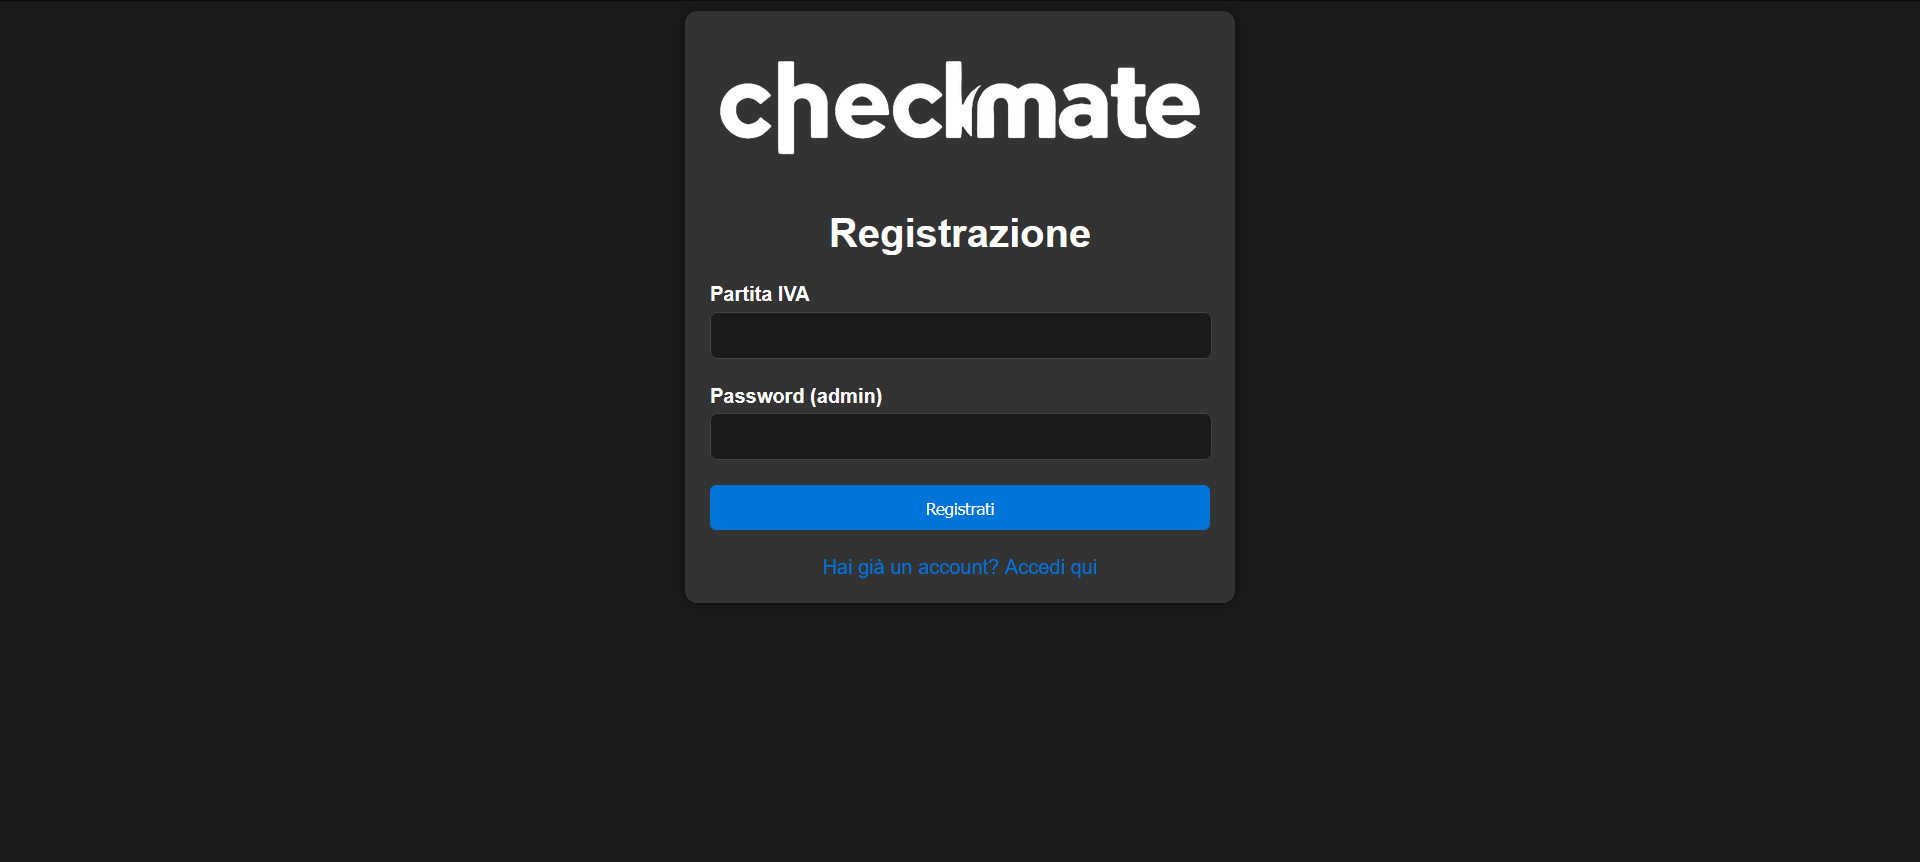 checkmate
Registrazione
Partita IVA
Password (admin)
Registrati
Hai già un account? Accedi qui